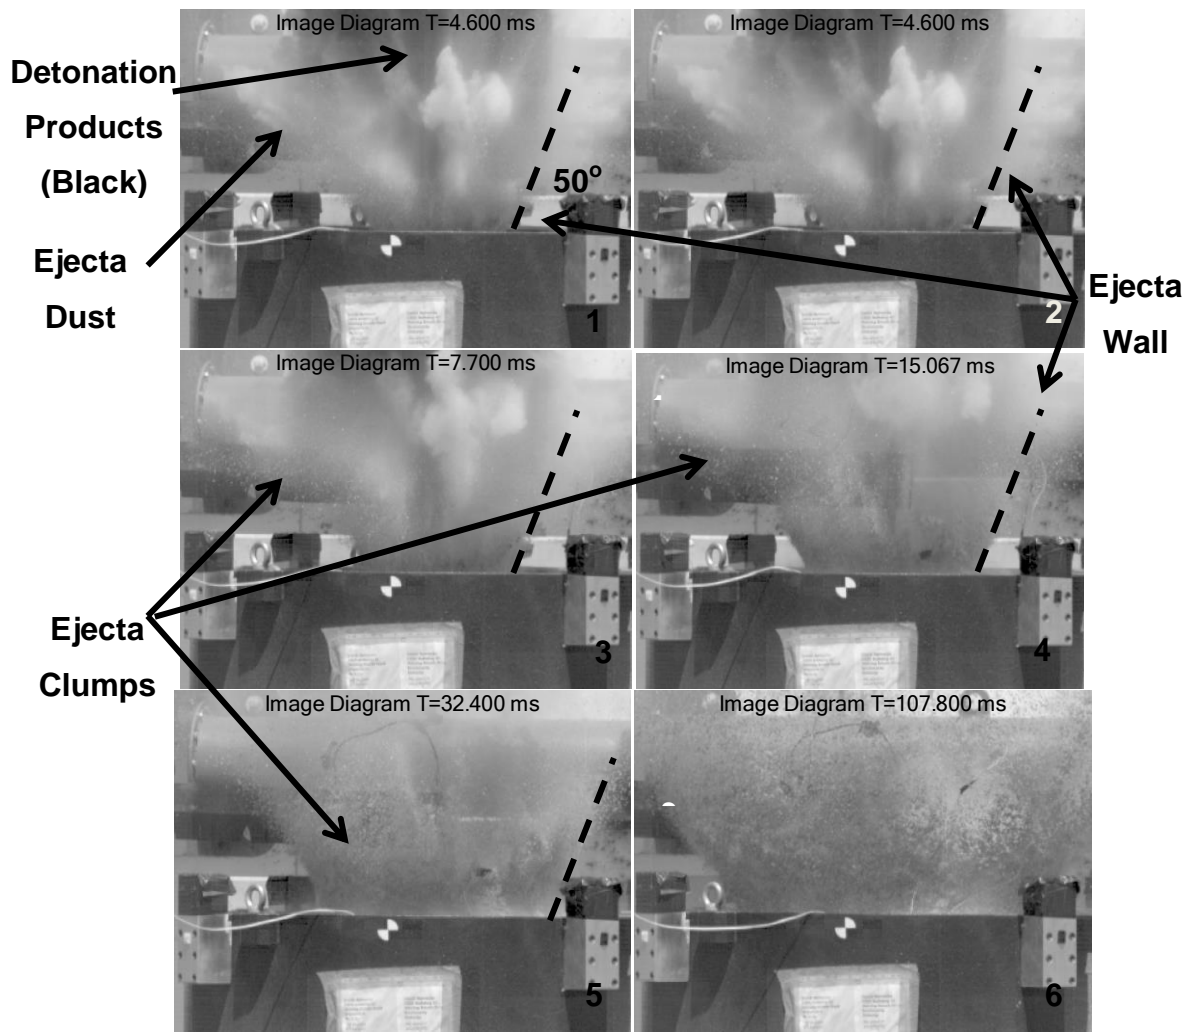 Image Diagram T=4.600 ms
Image Diagram T=4.600 ms
Detonation
Products
(Black)
50°
Ejecta
Dust
Ejecta
Wall
1
2
Image Diagram T=7.700 ms
Image Diagram T=15.067 ms
Ejecta
Clumps
3
4
Image Diagram T=32.400 ms
Image Diagram T=107.800 ms
5
6